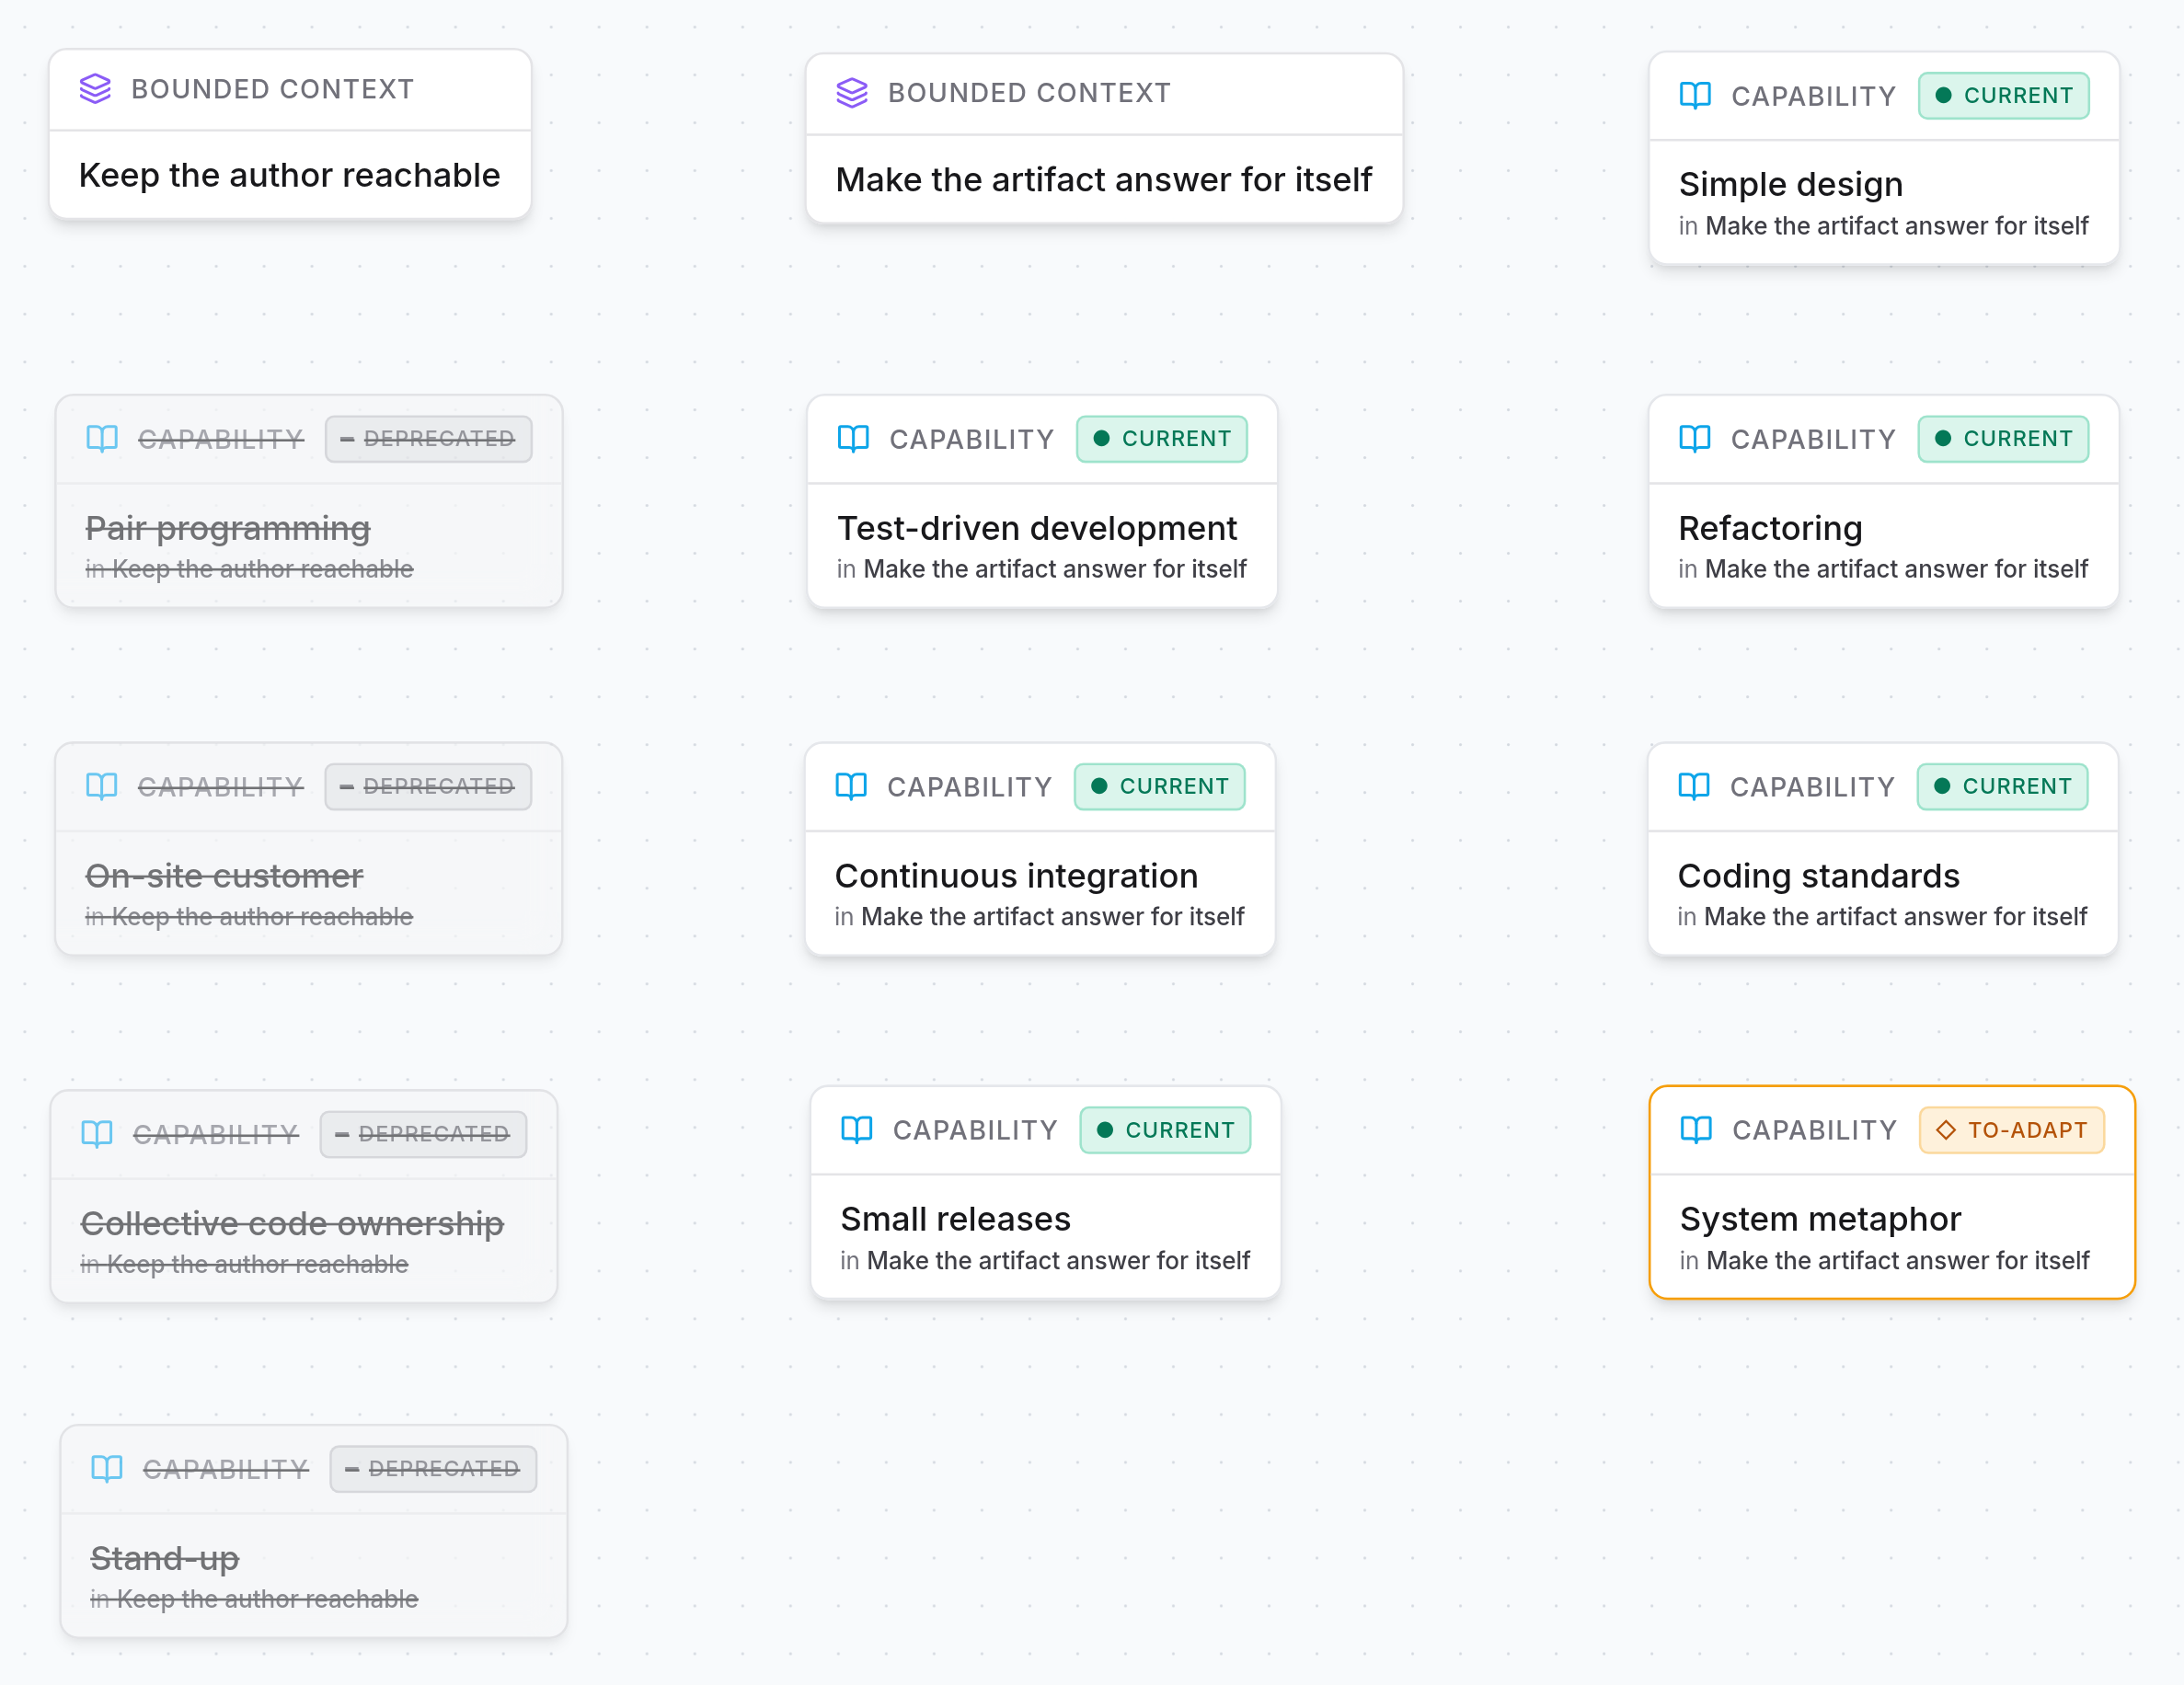 BOUNDED CONTEXT
Keep the author reachable
BOUNDED CONTEXT
Make the artifact answer for itself
CAPABILITY
CURRENT
Simple design
in Make the artifact answer for itself
CAPABILITY
DEPRECATED
Pair programming
in Keep the author reachable
CAPABILITY
CURRENT
Test-driven development
in Make the artifact answer for itself
CAPABILITY
CURRENT
Refactoring
in Make the artifact answer for itself
CAPABILITY
DEPRECATED
On-site customer
in Keep the author reachable
CAPABILITY
CURRENT
Continuous integration
in Make the artifact answer for itself
CAPABILITY
CURRENT
Coding standards
in Make the artifact answer for itself
CAPABILITY
DEPRECATED
Collective code ownership
in Keep the author reachable
CAPABILITY
CURRENT
Small releases
in Make the artifact answer for itself
CAPABILITY
TO-ADAPT
System metaphor
in Make the artifact answer for itself
CAPABILITY
DEPRECATED
Stand-up
in Keep the author reachable